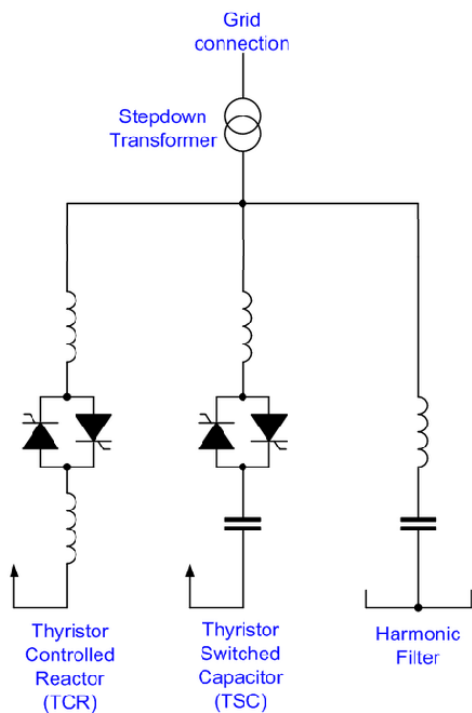 Grid
connection
Stepdown
Transformer
Thyristor
Controlled
Reactor
(TCR)
Thyristor
Switched
Capacitor
(TSC)
Harmonic
Filter